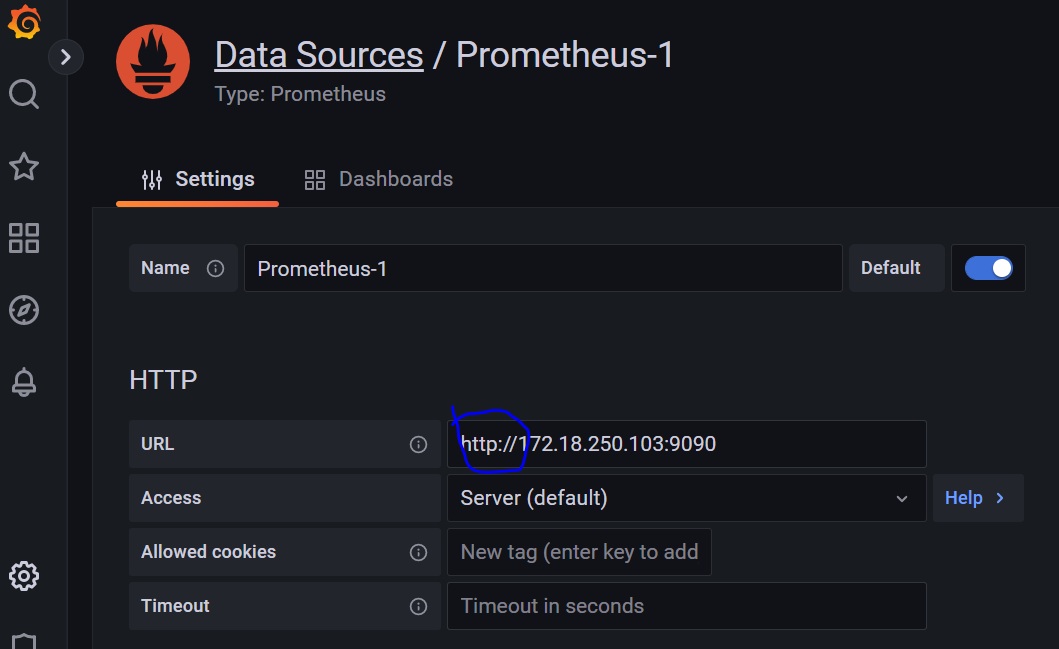 Data Sources / Prometheus-1
Type: Prometheus
Settings
Dashboards
Name
Prometheus-1
Default
HTTP
URL
http://172.18.250.103:9090
Access
Server (default)
Help
Allowed cookies
New tag (enter key to add
Timeout
Timeout in seconds